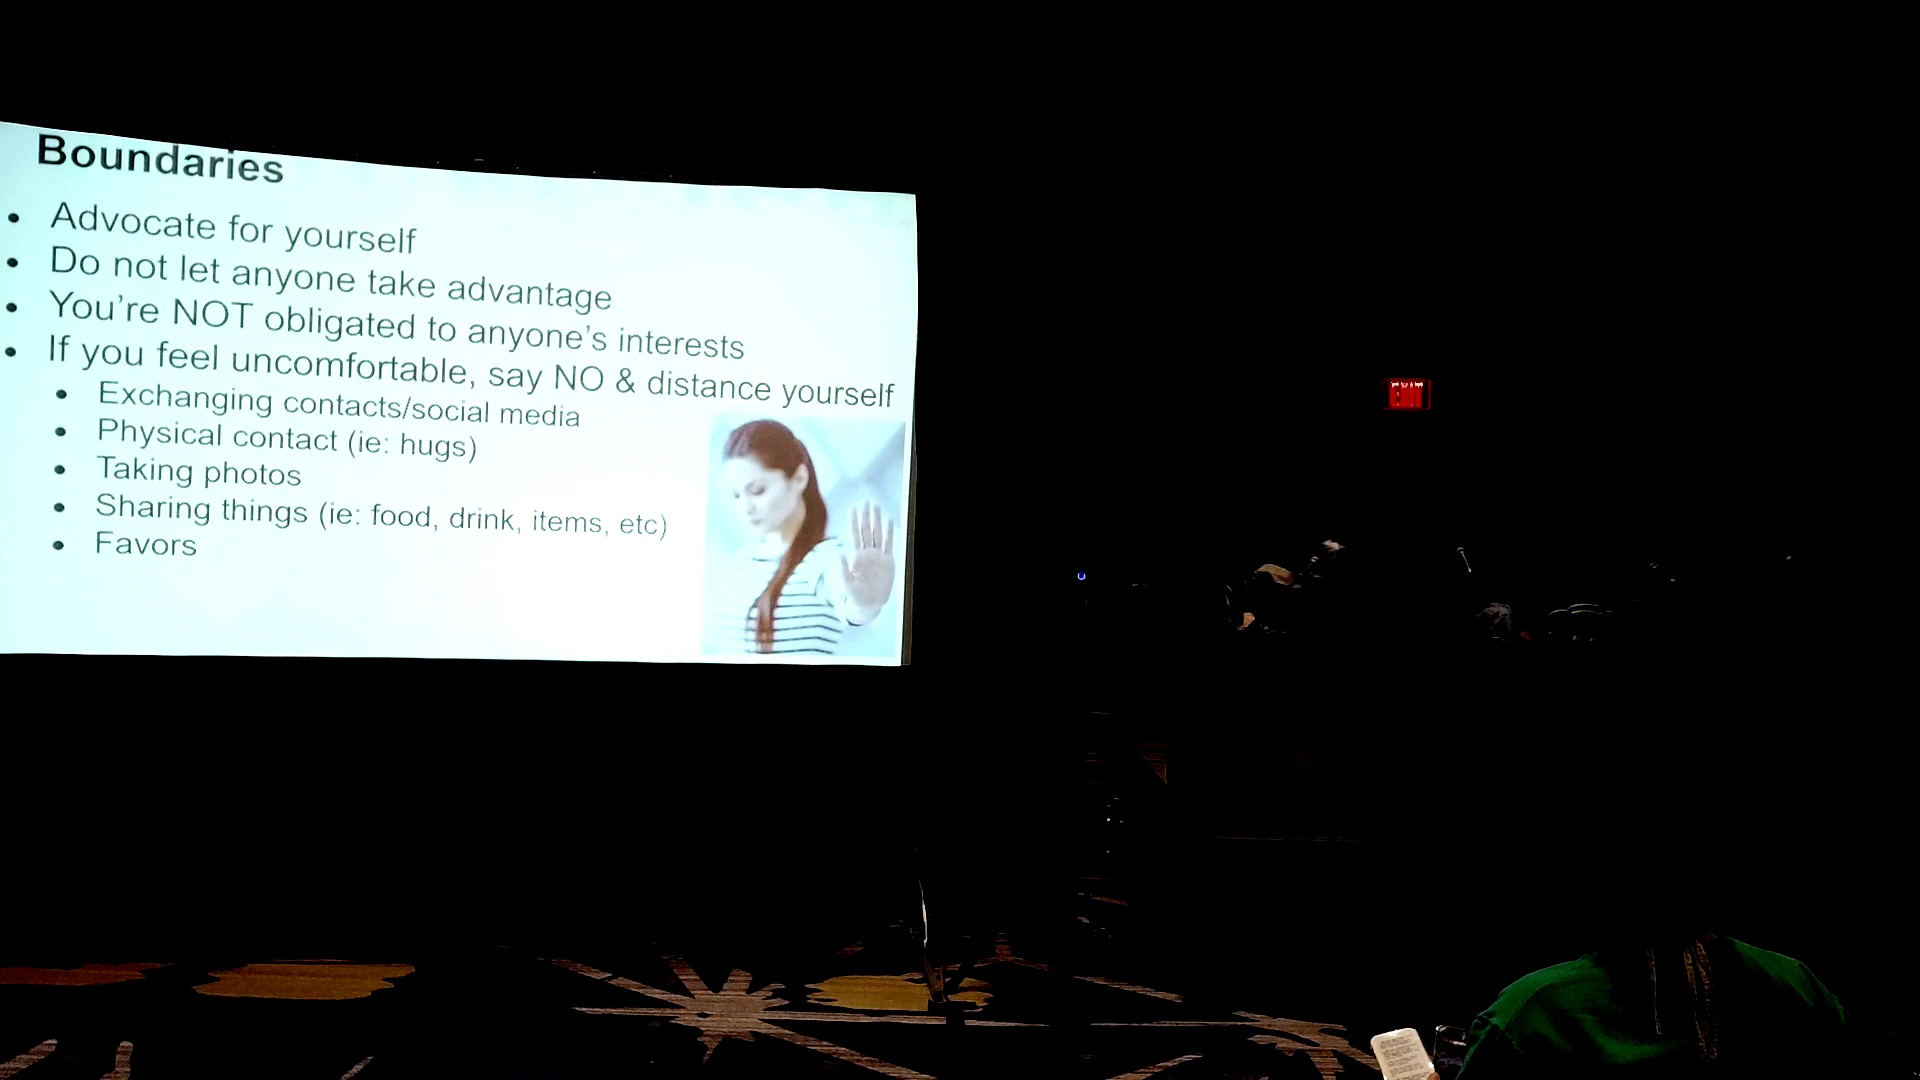 Boundaries
• Advocate for yourself
• Do not let anyone take advantage
• You're NOT obligated to anyone's interests
• If you feel uncomfortable, say NO & distance yourself
• Exchanging contacts/social media
• Physical contact (ie: hugs)
• Taking photos
• Sharing things (ie: food, drink, items, etc)
• Favors